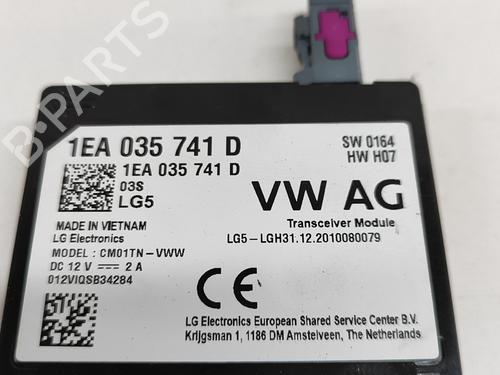 B-PARTS
1EA 035 741 D
SW 0164
HW H07
1EA 035 741 D
03S
LG5
VW AG
MADE IN VIETNAM
LG Electronics
Transceiver Module
LG5-LGH31.12.2010080079
MODEL : CM01TN-VWW
DC 12 V 2 A
012VIQSB34284
CE
LG Electronics European Shared Service Center B.V.
Krijgsman 1, 1186 DM Amstelveen, The Netherlands